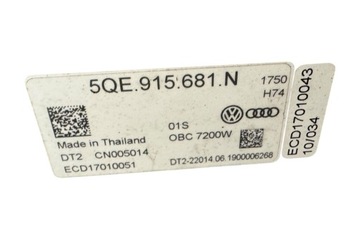 5QE.915.681.N
1750
H74
Made in Thailand
01S
DT2 CN005014
OBC 7200W
ECD17010051
DT2-22014.06.1900006268
ECD17010043
10/034